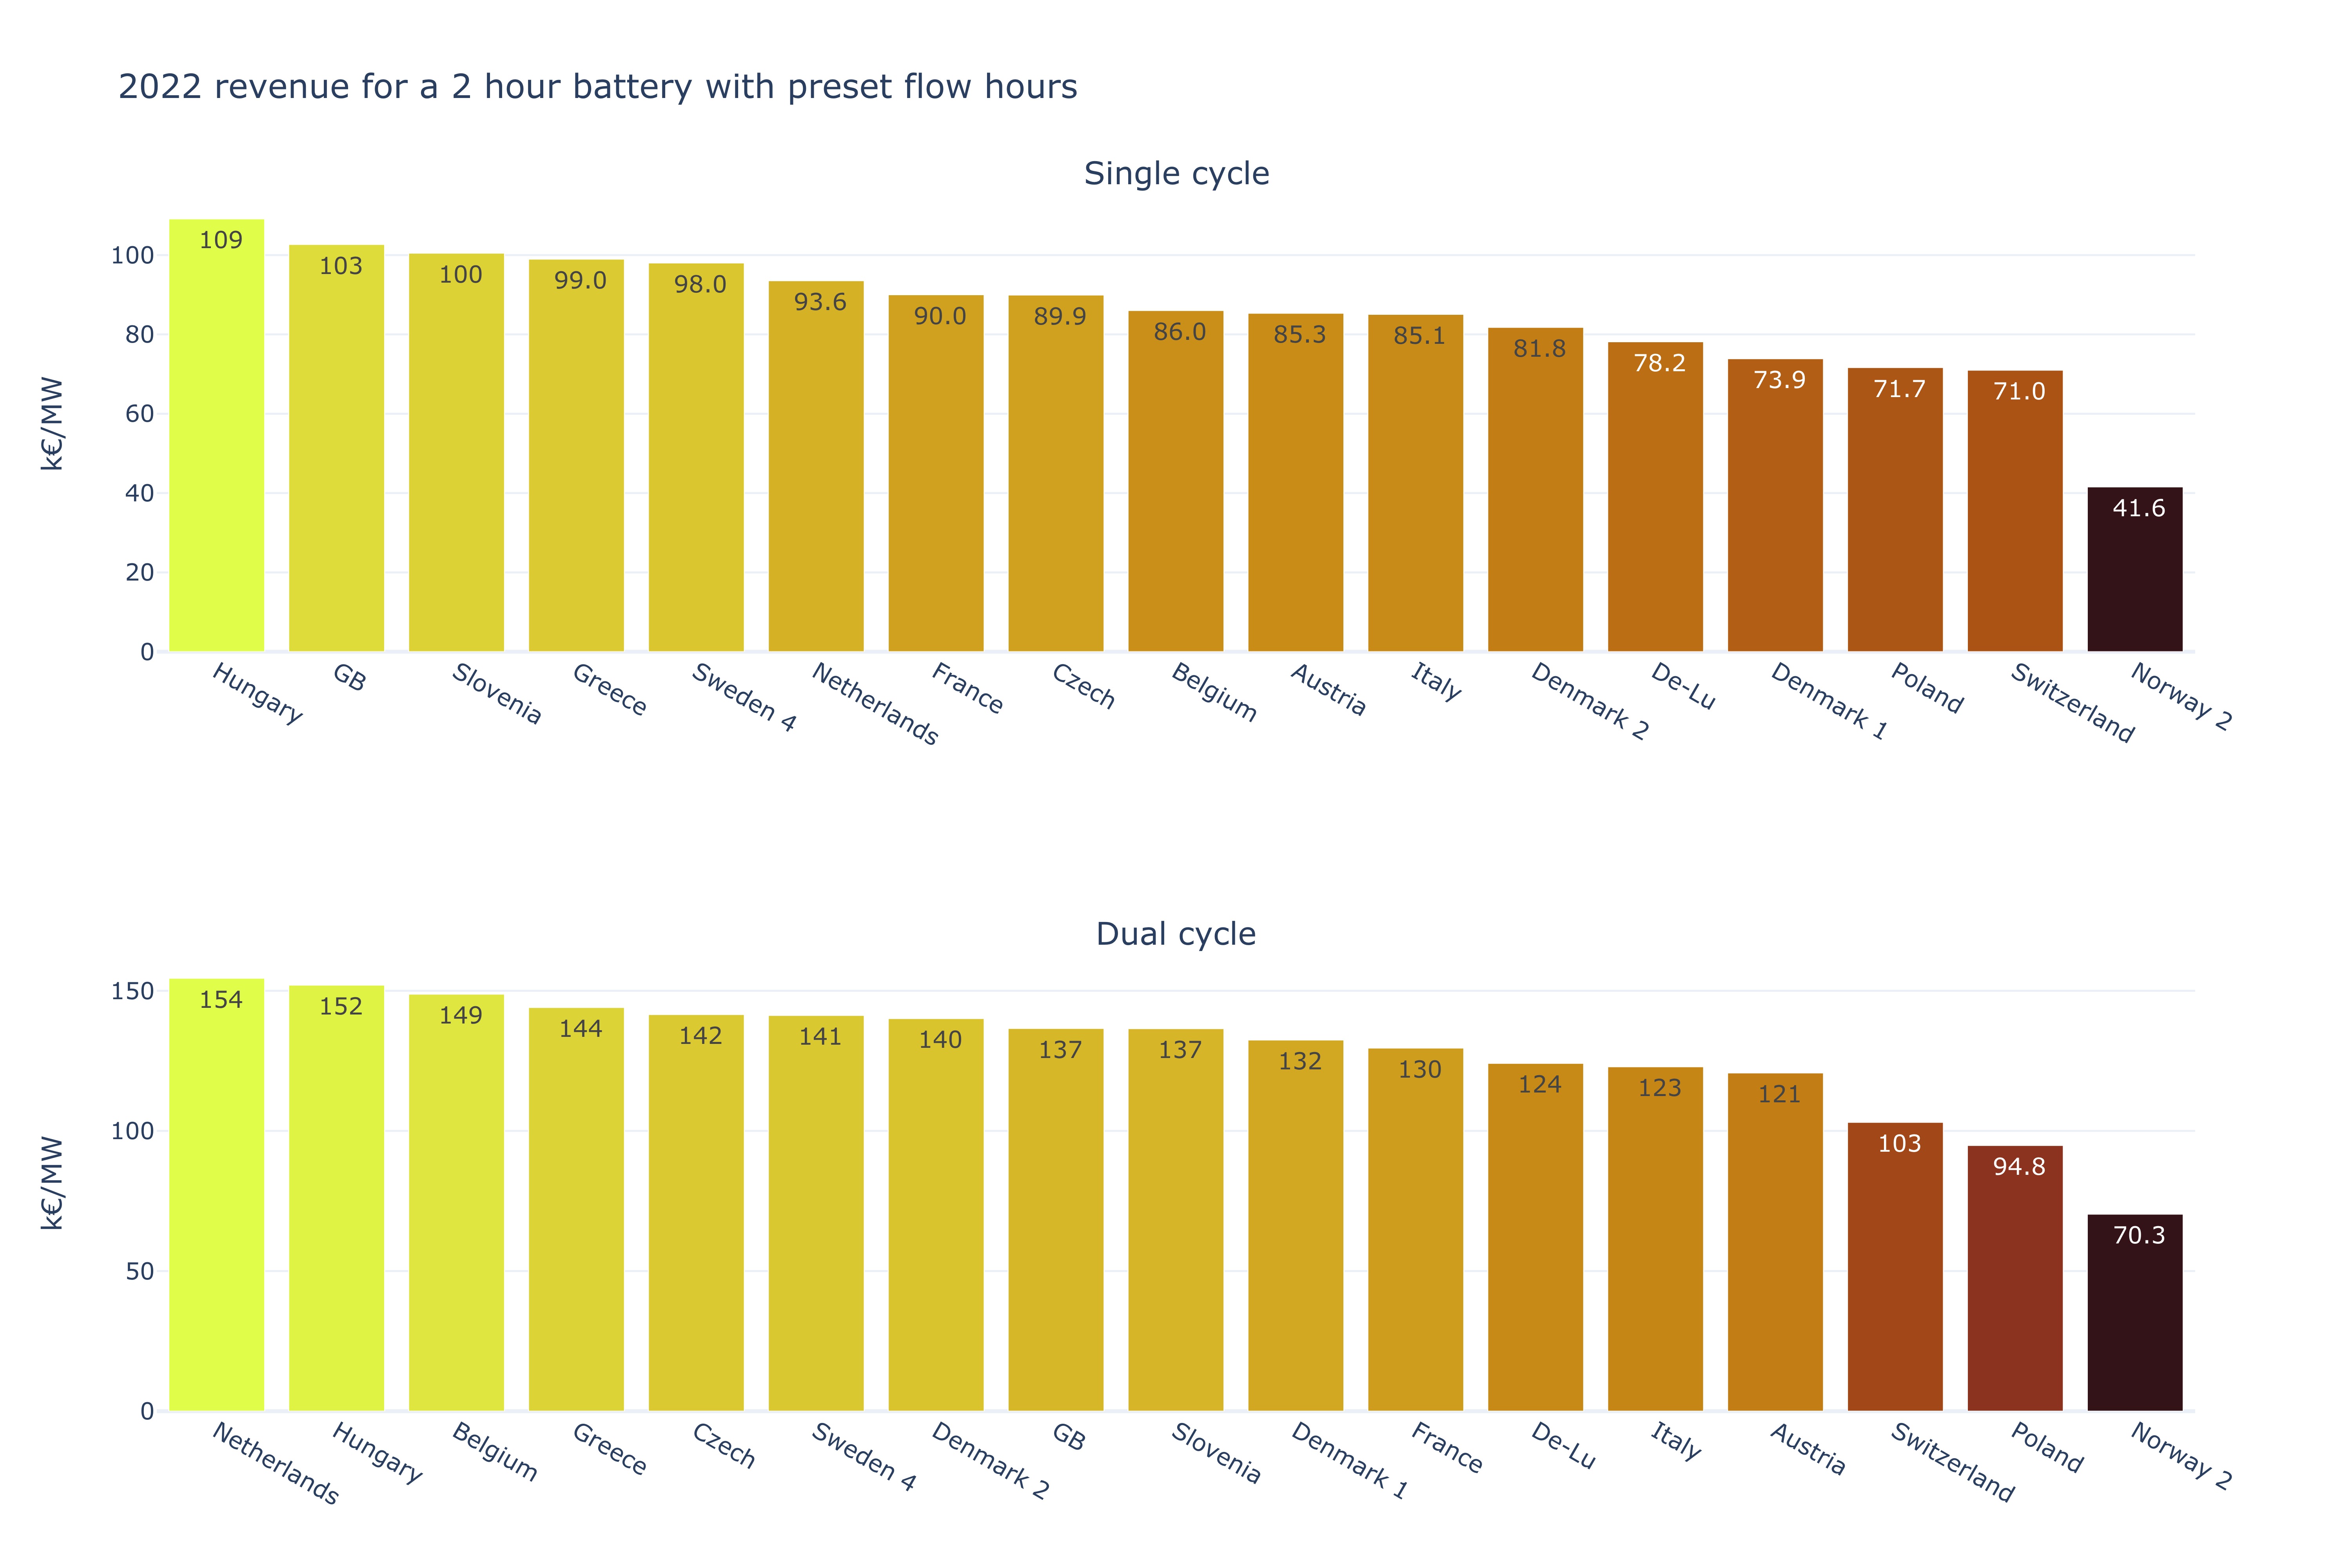 2022 revenue for a 2 hour battery with preset flow hours
Single cycle
k€/MW
100
80
60
40
20
0
109
103
100
99.0
98.0
93.6
90.0
89.9
86.0
85.3
85.1
81.8
78.2
73.9
71.7
71.0
41.6
Hungary
GB
Slovenia
Greece
Sweden 4
Netherlands
France
Czech
Belgium
Austria
Italy
Denmark 2
De-Lu
Denmark 1
Poland
Switzerland
Norway 2
Dual cycle
k€/MW
150
100
50
0
154
152
149
144
142
141
140
137
137
132
130
124
123
121
103
94.8
70.3
Netherlands
Hungary
Belgium
Greece
Czech
Sweden 4
Denmark 2
GB
Slovenia
Denmark 1
France
De-Lu
Italy
Austria
Switzerland
Poland
Norway 2